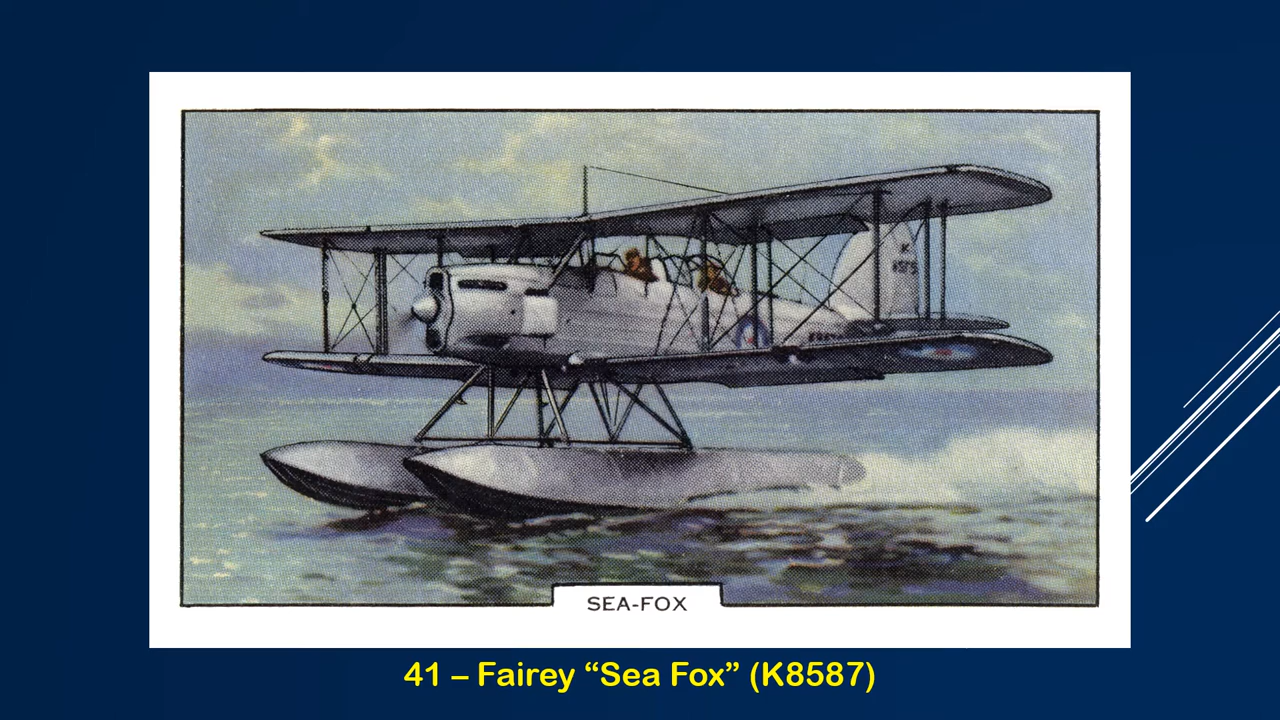 K
SEA-FOX
41 – Fairey “Sea Fox” (K8587)